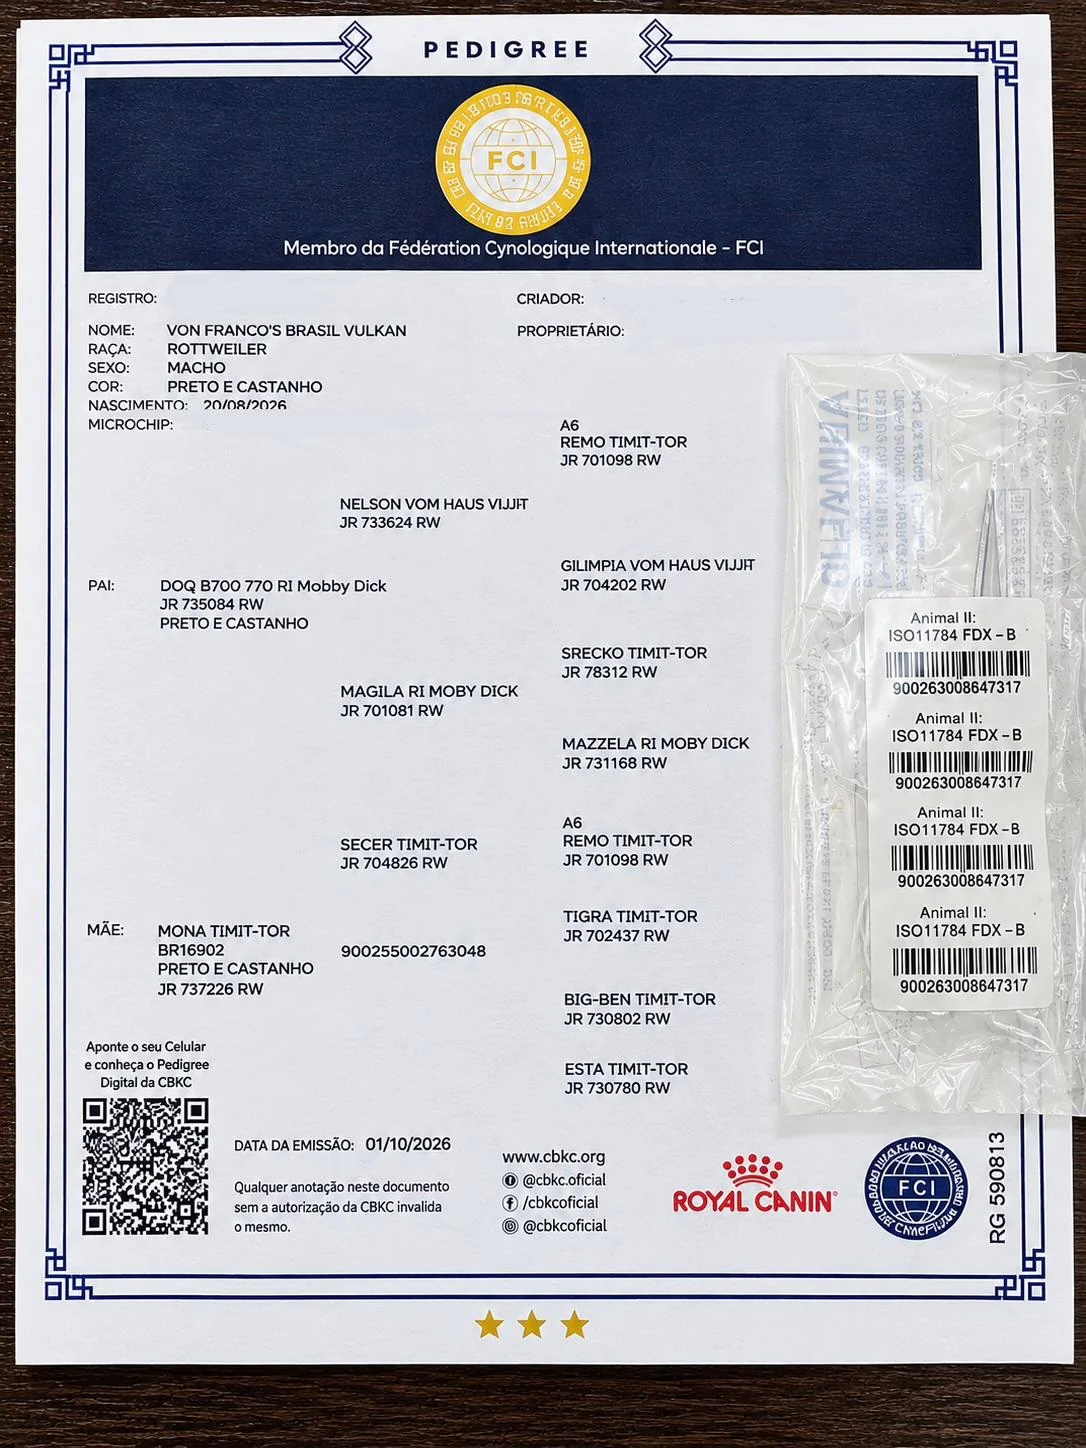 PEDIGREE
FCI
Membro da Fédération Cynologique Internationale - FCI
REGISTRO:
CRIADOR:
NOME: VON FRANCO'S BRASIL VULKAN
PROPRIETÁRIO:
RAÇA: ROTTWEILER
SEXO: MACHO
COR: PRETO E CASTANHO
NASCIMENTO: 20/08/2026
MICROCHIP:
A6
REMO TIMIT-TOR
JR 701098 RW
NELSON VOM HAUS VIJJIT
JR 733624 RW
GILIMPIA VOM HAUS VIJJIT
JR 704202 RW
PAI: DOQ B700 770 RI Mobby Dick
JR 735084 RW
PRETO E CASTANHO
SRECKO TIMIT-TOR
JR 78312 RW
MAGILA RI MOBY DICK
JR 701081 RW
MAZZELA RI MOBY DICK
JR 731168 RW
A6
REMO TIMIT-TOR
JR 701098 RW
SECER TIMIT-TOR
JR 704826 RW
TIGRA TIMIT-TOR
JR 702437 RW
MÃE: MONA TIMIT-TOR
BR16902
PRETO E CASTANHO
JR 737226 RW
900255002763048
BIG-BEN TIMIT-TOR
JR 730802 RW
ESTA TIMIT-TOR
JR 730780 RW
Animal II:
ISO11784 FDX-B
900263008647317
Animal II:
ISO11784 FDX-B
900263008647317
Animal II:
ISO11784 FDX-B
900263008647317
Animal II:
ISO11784 FDX-B
900263008647317
Aponte o seu Celular
e conheça o Pedigree
Digital da CBKC
DATA DA EMISSÃO: 01/10/2026
Qualquer anotação neste documento
sem a autorização da CBKC invalida
o mesmo.
www.cbkc.org
@cbkc.oficial
/cbkcoficial
@cbkcoficial
ROYAL CANIN
FCI
RG 590813